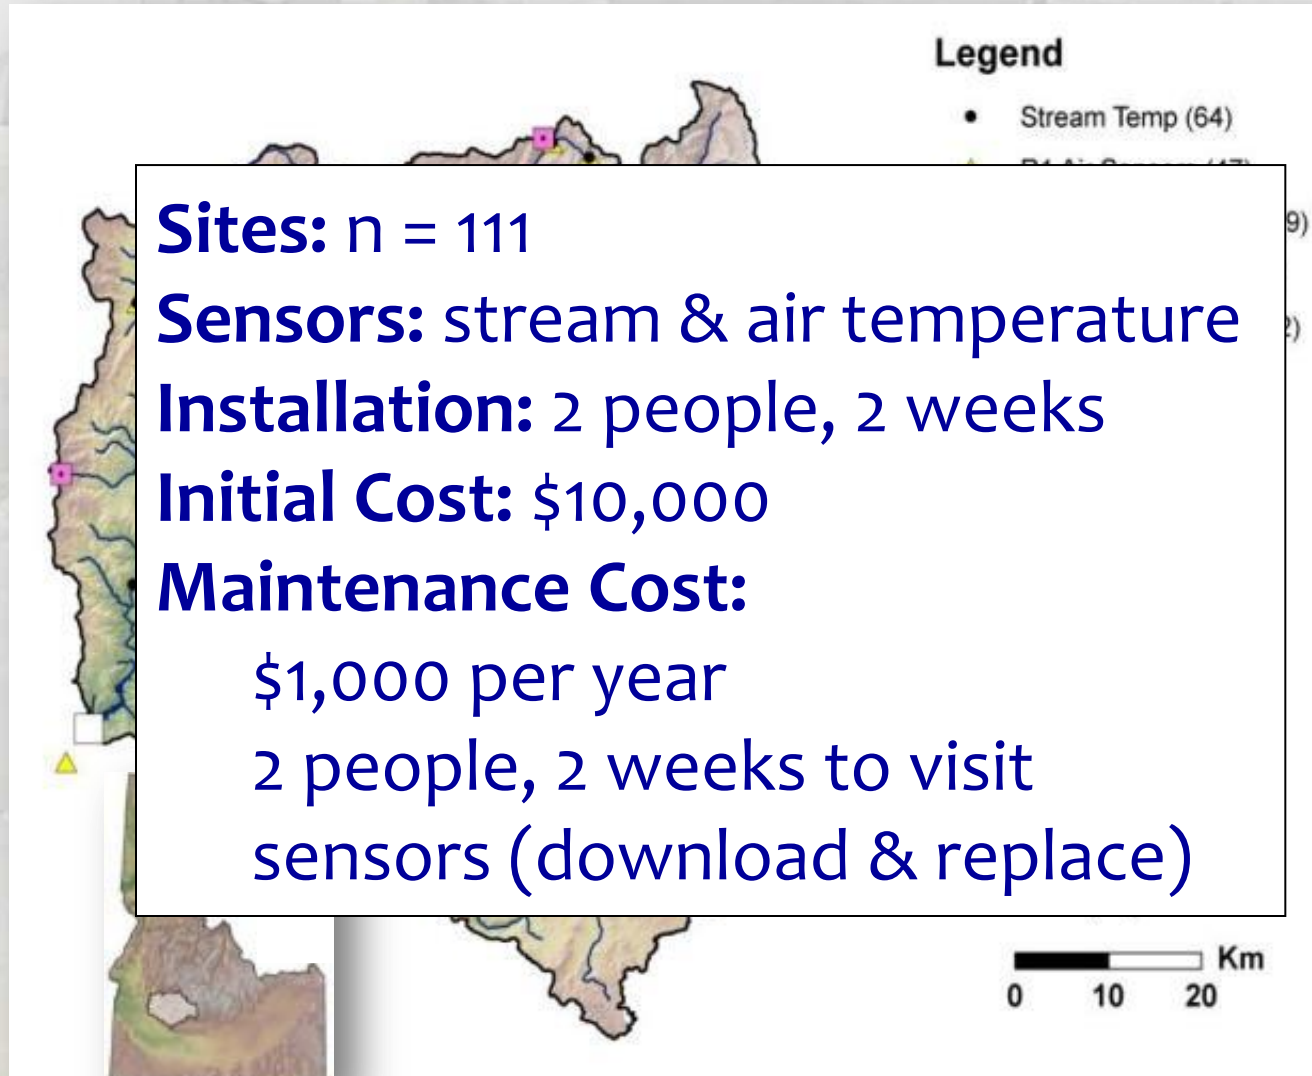 Legend
Stream Temp (64)
9)
2)
Sites: n = 111
Sensors: stream & air temperature
Installation: 2 people, 2 weeks
Initial Cost: $10,000
Maintenance Cost:
$1,000 per year
2 people, 2 weeks to visit
sensors (download & replace)
Km
0 10 20